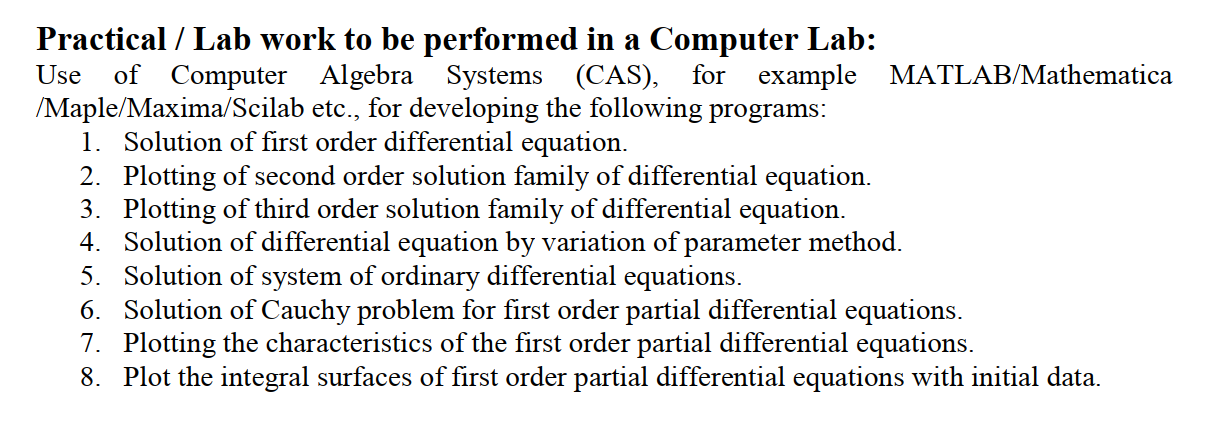 Practical / Lab work to be performed in a Computer Lab:
Use of Computer Algebra Systems (CAS), for example MATLAB/Mathematica
/Maple/Maxima/Scilab etc., for developing the following programs:
1. Solution of first order differential equation.
2. Plotting of second order solution family of differential equation.
3. Plotting of third order solution family of differential equation.
4. Solution of differential equation by variation of parameter method.
5. Solution of system of ordinary differential equations.
6. Solution of Cauchy problem for first order partial differential equations.
7. Plotting the characteristics of the first order partial differential equations.
8. Plot the integral surfaces of first order partial differential equations with initial data.